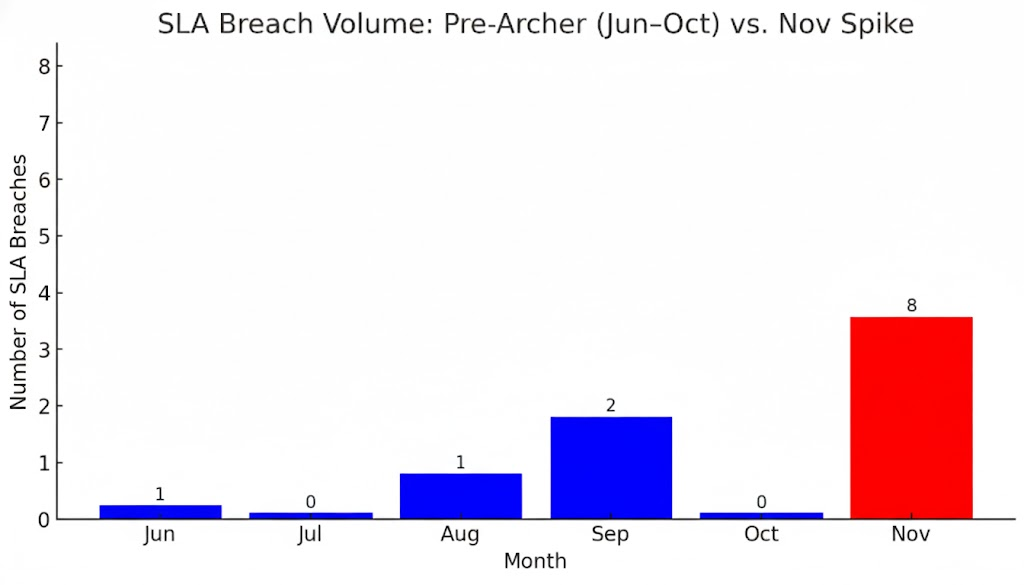 SLA Breach Volume: Pre-Archer (Jun–Oct) vs. Nov Spike
Number of SLA Breaches
8
7
6
5
4
3
2
1
0
1
0
1
2
0
8
Jun
Jul
Aug
Sep
Oct
Nov
Month